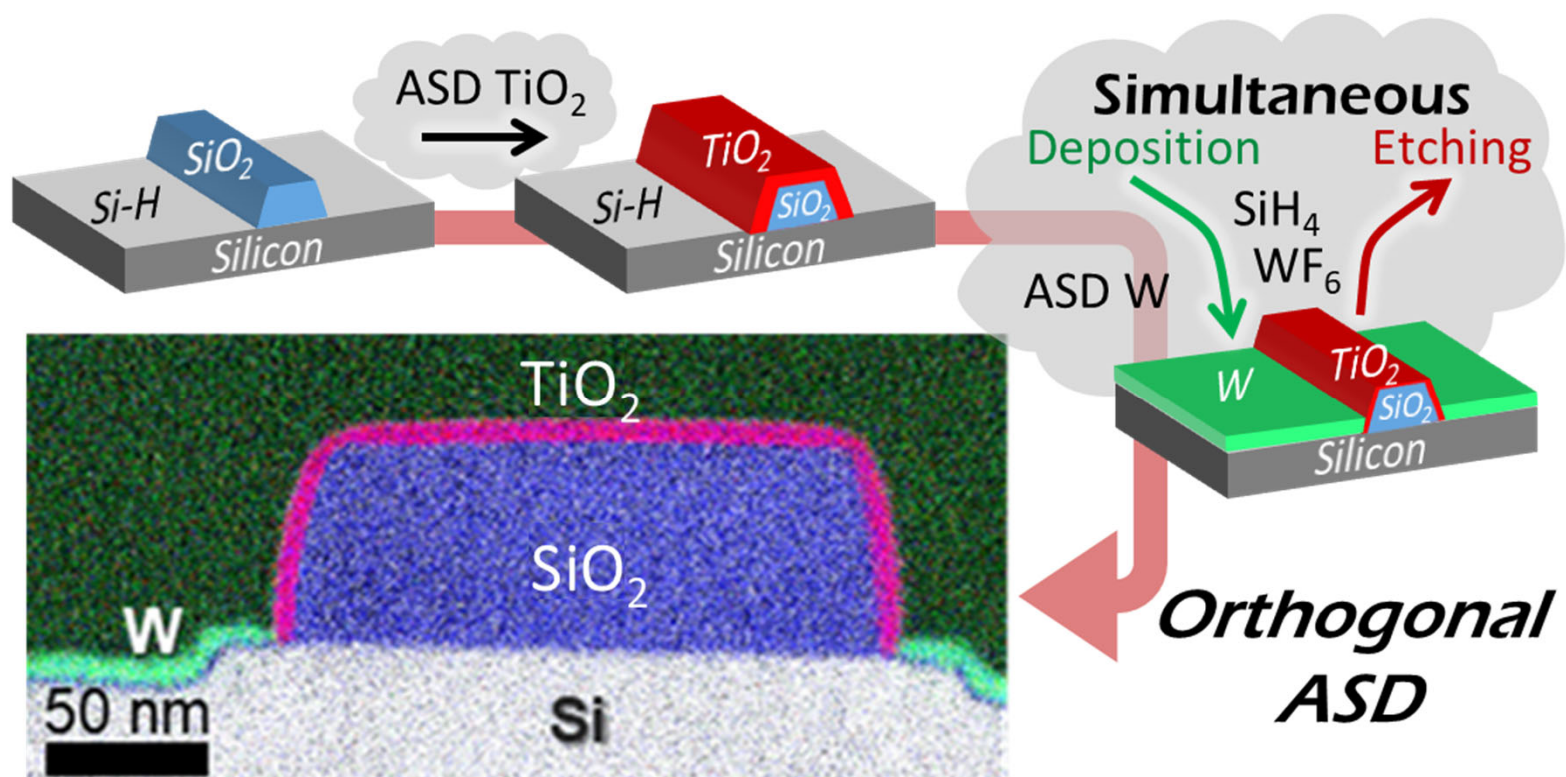 ASD TiO₂
SiO₂
Si-H
Silicon
TiO₂
SiO₂
Si-H
Silicon
Simultaneous
Deposition
Etching
SiH₄
WF₆
ASD W
W
TiO₂
SiO₂
Silicon
TiO₂
SiO₂
W
50 nm
Si
Orthogonal
ASD